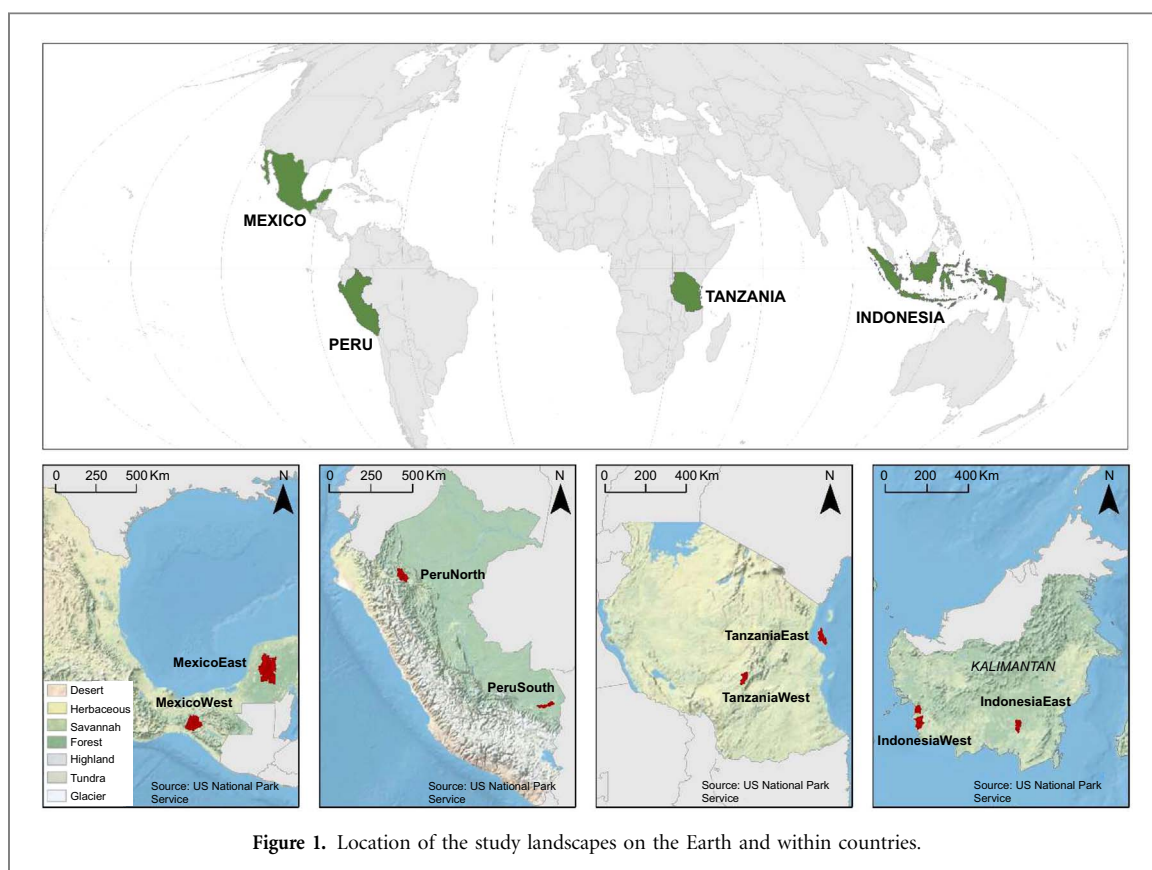 MEXICO
PERU
TANZANIA
INDONESIA
0 250 500 Km
N
MexicoEast
MexicoWest
Desert
Herbaceous
Savannah
Forest
Highland
Tundra
Glacier
Source: US National Park
Service
0 250 500 Km
N
PeruNorth
PeruSouth
Source: US National Park
Service
0 200 400 Km
N
TanzaniaEast
TanzaniaWest
Source: US National Park
Service
0 200 400 Km
N
KALIMANTAN
IndonesiaEast
IndonesiaWest
Source: US National Park
Service
Figure 1. Location of the study landscapes on the Earth and within countries.